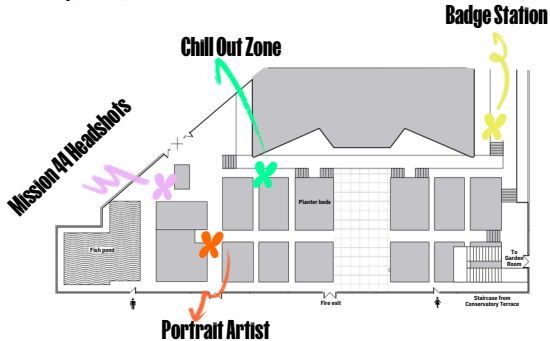 Badge Station
Chill Out Zone
Mission 44 Headshots
Planter beds
Fish pond
To
Garden
Room
Fire exit
Staircase from
Conservatory Terrace
Portrait Artist